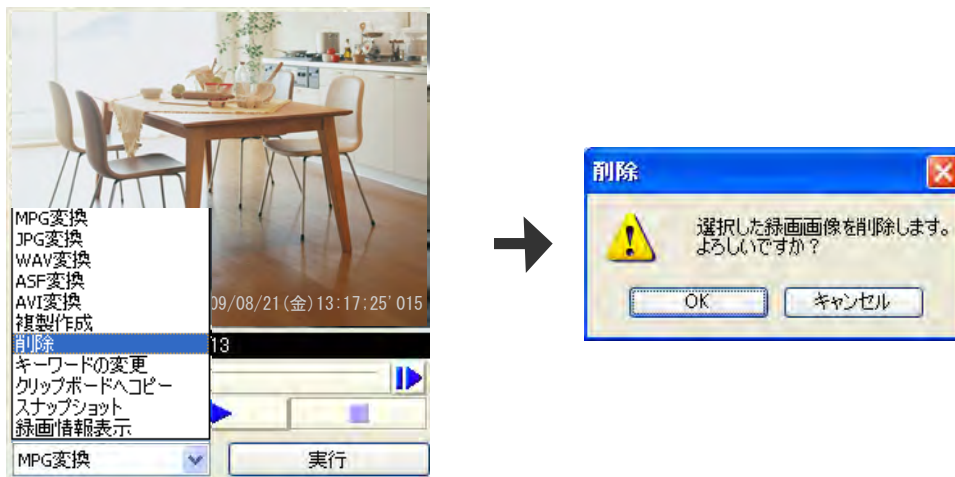 MPG変換
JPG変換
WAV変換
ASF変換
AVI変換
複製作成
削除
キーワードの変更
クリップボードへコピー
スナップショット
録画情報表示
09/08/21(金)13:17:25'015
13
MPG変換
実行
削除
選択した録画画像を削除します。
よろしいですか?
OK
キャンセル